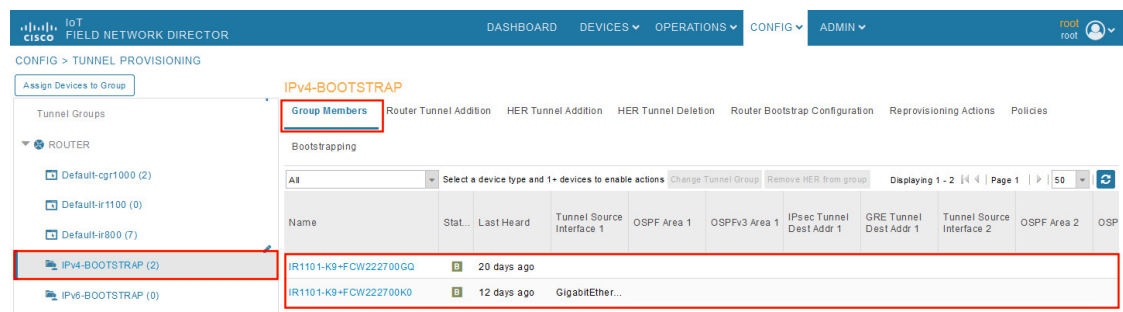 IoT
CISCO FIELD NETWORK DIRECTOR
DASHBOARD DEVICES OPERATIONS CONFIG ADMIN
root
root
CONFIG > TUNNEL PROVISIONING
Assign Devices to Group
Tunnel Groups
ROUTER
Default-cgr1000 (2)
Default-ir1100 (0)
Default-ir800 (7)
IPv4-BOOTSTRAP (2)
IPv6-BOOTSTRAP (0)
IPv4-BOOTSTRAP
Group Members Router Tunnel Addition HER Tunnel Addition HER Tunnel Deletion Router Bootstrap Configuration Reprovisioning Actions Policies
Bootstrapping
All Select a device type and 1+ devices to enable actions Change Tunnel Group Remove HER from group Displaying 1 - 2 Page 1 50
Name Stat... Last Heard Tunnel Source Interface 1 OSPF Area 1 OSPFv3 Area 1 IPsec Tunnel Dest Addr 1 GRE Tunnel Dest Addr 1 Tunnel Source Interface 2 OSPF Area 2 OSP
IR1101-K9+FCW222700GQ B 20 days ago
IR1101-K9+FCW222700K0 B 12 days ago GigabitEther...